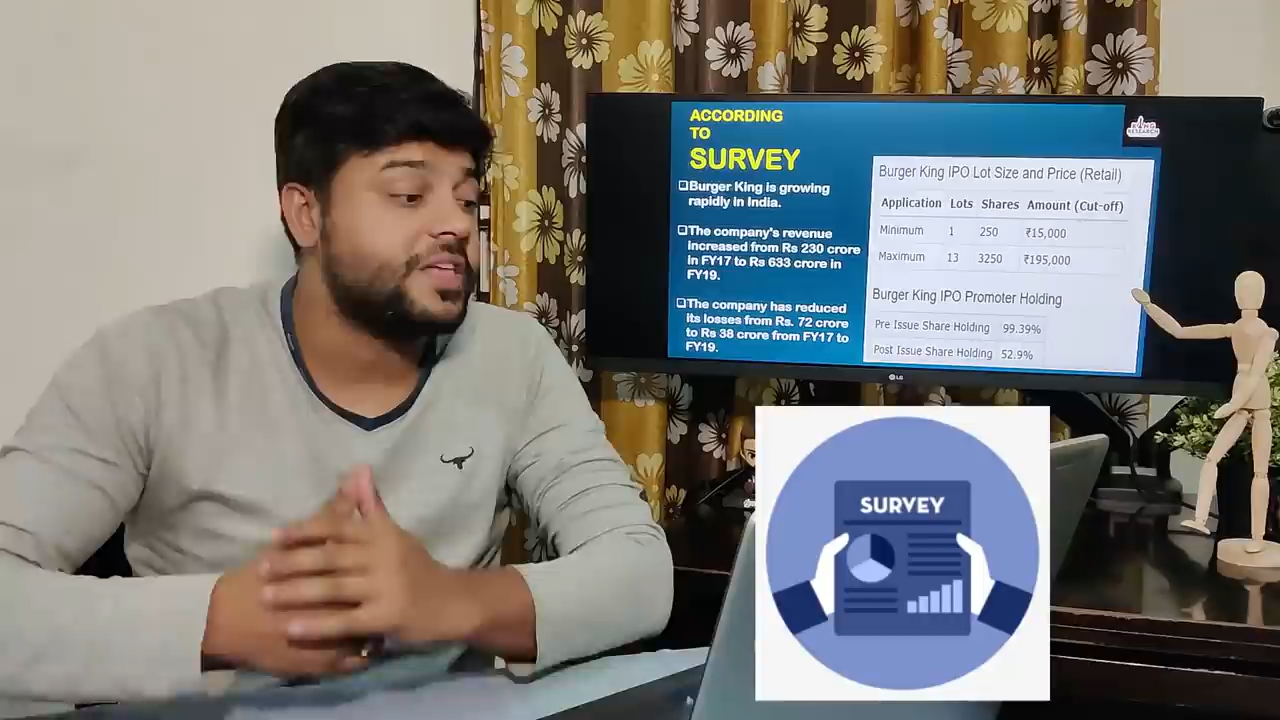 ACCORDING
TO
SURVEY
Burger King is growing
rapidly in India.
The company's revenue
increased from Rs 230 crore
in FY17 to Rs 633 crore in
FY19.
The company has reduced
its losses from Rs. 72 crore
to Rs 38 crore from FY17 to
FY19.
KING
RESEARCH
Burger King IPO Lot Size and Price (Retail)
Application Lots Shares Amount (Cut-off)
Minimum 1 250 ₹15,000
Maximum 13 3250 ₹195,000
Burger King IPO Promoter Holding
Pre Issue Share Holding 99.39%
Post Issue Share Holding 52.9%
LG
SURVEY